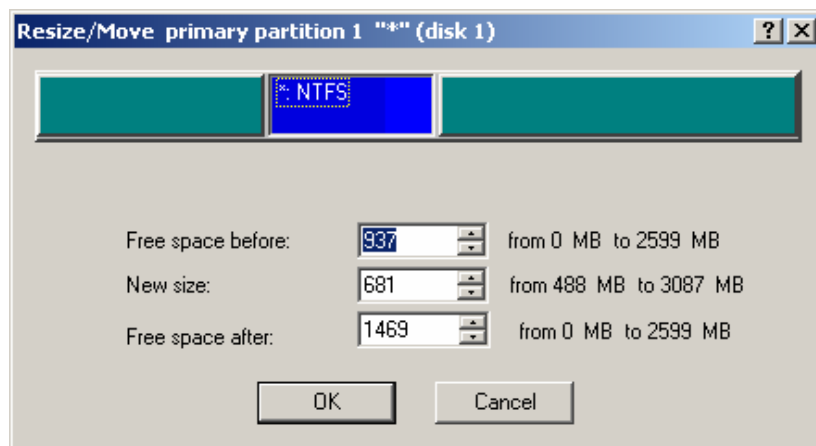 Resize/Move primary partition 1 "*" (disk 1)
*: NTFS
Free space before: 937 from 0 MB to 2599 MB
New size: 681 from 488 MB to 3087 MB
Free space after: 1469 from 0 MB to 2599 MB
OK Cancel